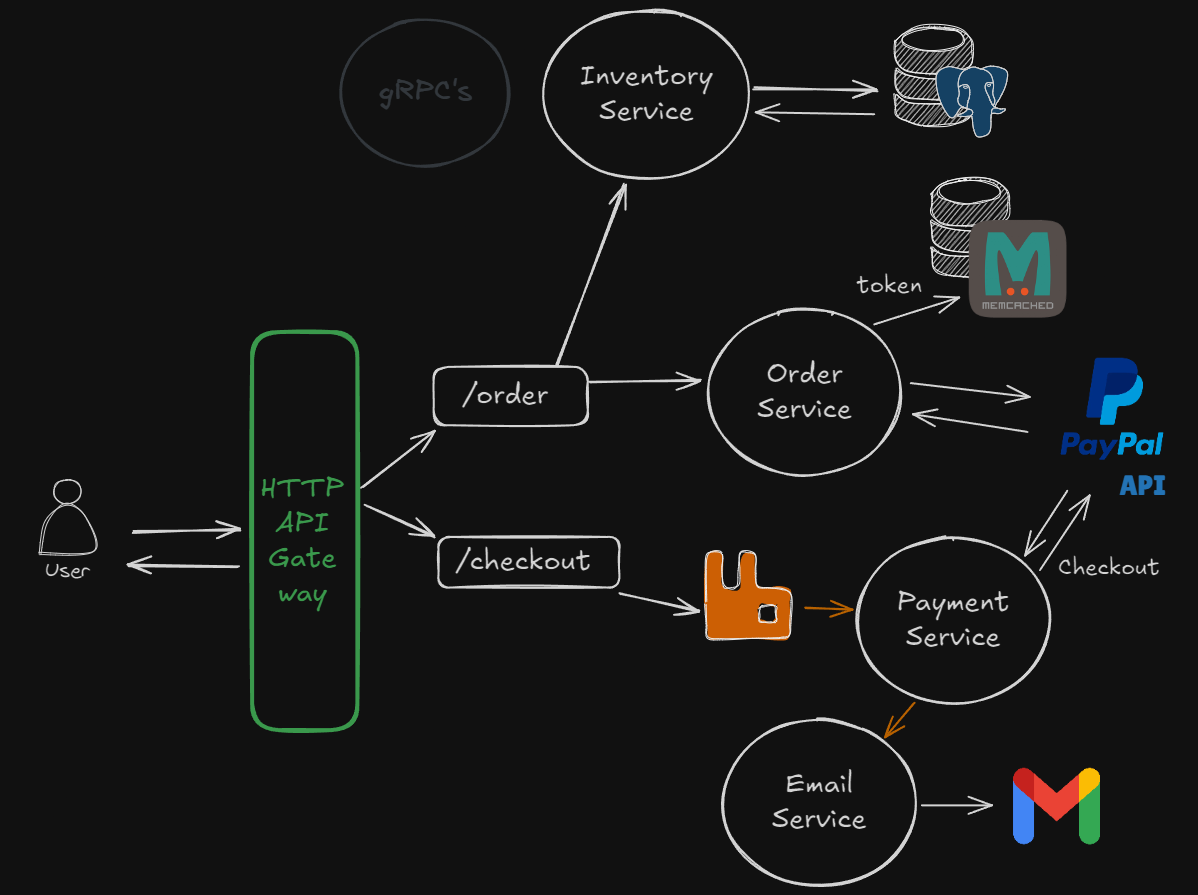 gRPC's
Inventory
Service
token
MEMCACHED
/order
Order
Service
PayPal
API
HTTP
API
Gate
way
User
/checkout
Checkout
Payment
Service
Email
Service